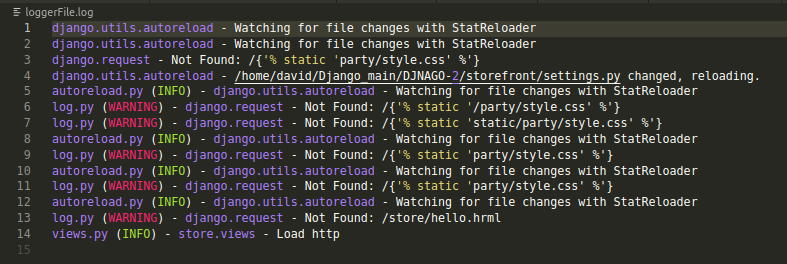 loggerFile.log
1 django.utils.autoreload - Watching for file changes with StatReloader
2 django.utils.autoreload - Watching for file changes with StatReloader
3 django.request - Not Found: /{'% static 'party/style.css' %'}
4 django.utils.autoreload - /home/david/Django_main/DJNAGO-2/storefront/settings.py changed, reloading.
5 autoreload.py (INFO) - django.utils.autoreload - Watching for file changes with StatReloader
6 log.py (WARNING) - django.request - Not Found: /{'% static '/party/style.css' %'}
7 log.py (WARNING) - django.request - Not Found: /{'% static 'static/party/style.css' %'}
8 autoreload.py (INFO) - django.utils.autoreload - Watching for file changes with StatReloader
9 log.py (WARNING) - django.request - Not Found: /{'% static 'party/style.css' %'}
10 autoreload.py (INFO) - django.utils.autoreload - Watching for file changes with StatReloader
11 log.py (WARNING) - django.request - Not Found: /{'% static 'party/style.css' %'}
12 autoreload.py (INFO) - django.utils.autoreload - Watching for file changes with StatReloader
13 log.py (WARNING) - django.request - Not Found: /store/hello.hrml
14 views.py (INFO) - store.views - Load http
15